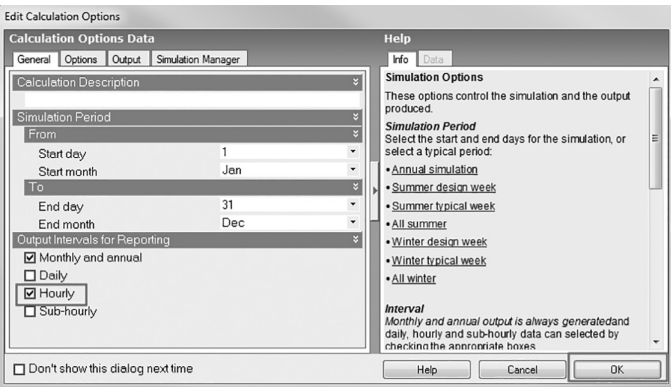 Edit Calculation Options
Calculation Options Data
General Options Output Simulation Manager
Calculation Description
Simulation Period
From
Start day 1
Start month Jan
To
End day 31
End month Dec
Output Intervals for Reporting
Monthly and annual
Daily
Hourly
Sub-hourly
Don't show this dialog next time
Help
Info Data
Simulation Options
These options control the simulation and the output
produced.
Simulation Period
Select the start and end days for the simulation, or
select a typical period:
• Annual simulation
• Summer design week
• Summer typical week
• All summer
• Winter design week
• Winter typical week
• All winter
Interval
Monthly and annual output is always generatedand
daily, hourly and sub-hourly data can selected by
checking the appropriate boxes
Help Cancel OK